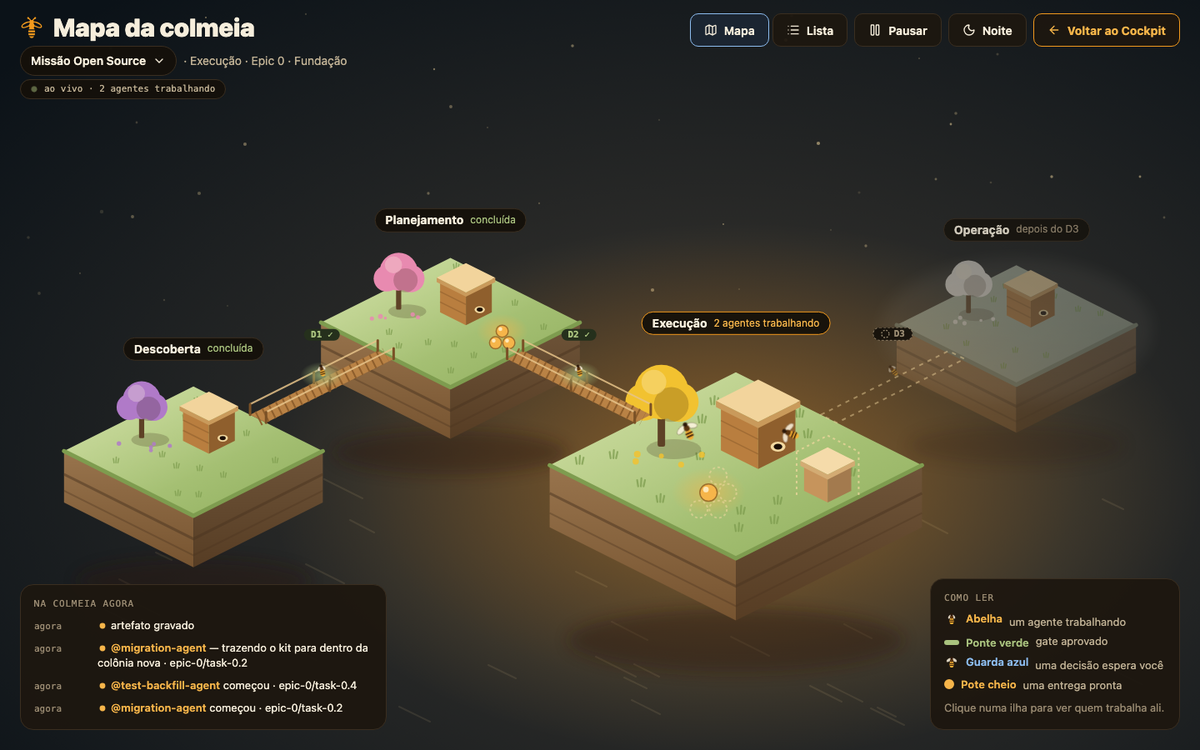 Mapa da colmeia
Mapa
Lista
Pausar
Noite
← Voltar ao Cockpit
Missão Open Source
· Execução · Epic 0 · Fundação
ao vivo · 2 agentes trabalhando
Planejamento concluída
Operação depois do D3
Execução 2 agentes trabalhando
D1 ✓
D2 ✓
D3
Descoberta concluída
NA COLMEIA AGORA
agora artefato gravado
agora @migration-agent — trazendo o kit para dentro da
colônia nova · epic-0/task-0.2
agora @test-backfill-agent começou · epic-0/task-0.4
agora @migration-agent começou · epic-0/task-0.2
COMO LER
Abelha um agente trabalhando
Ponte verde gate aprovado
Guarda azul uma decisão espera você
Pote cheio uma entrega pronta
Clique numa ilha para ver quem trabalha ali.